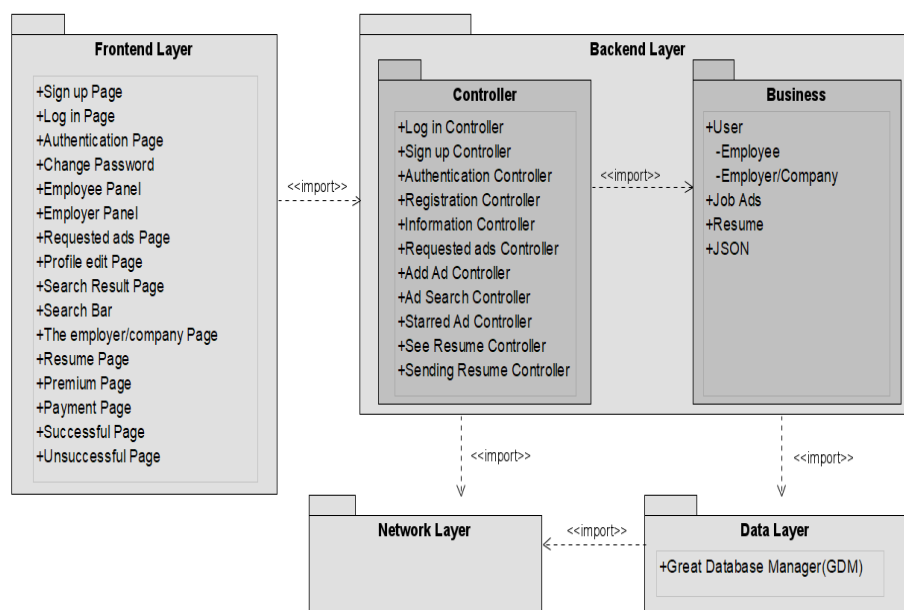 Frontend Layer
+Sign up Page
+Log in Page
+Authentication Page
+Change Password
+Employee Panel
+Employer Panel
+Requested ads Page
+Profile edit Page
+Search Result Page
+Search Bar
+The employer/company Page
+Resume Page
+Premium Page
+Payment Page
+Successful Page
+Unsuccessful Page
<<import>>
Backend Layer
Controller
+Log in Controller
+Sign up Controller
+Authentication Controller
+Registration Controller
+Information Controller
+Requested ads Controller
+Add Ad Controller
+Ad Search Controller
+Starred Ad Controller
+See Resume Controller
+Sending Resume Controller
<<import>>
Business
+User
-Employee
-Employer/Company
+Job Ads
+Resume
+JSON
<<import>>
<<import>>
Network Layer
<<import>>
Data Layer
+Great Database Manager(GDM)